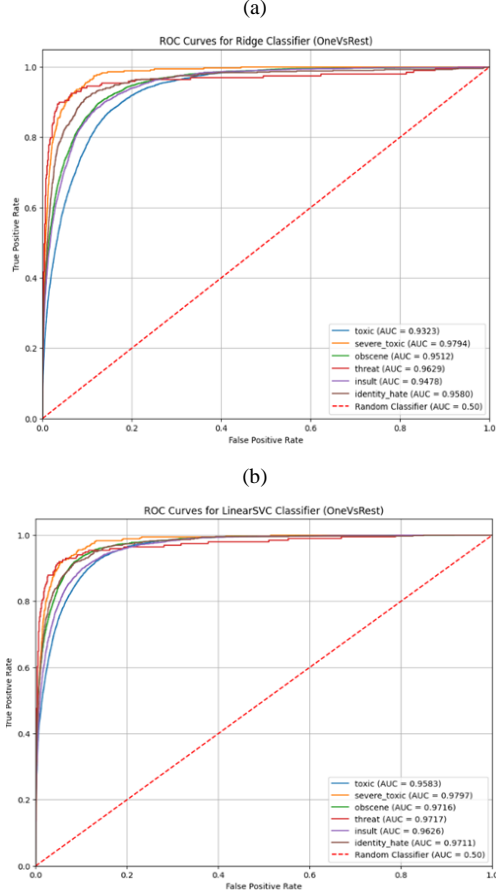 (a)
ROC Curves for Ridge Classifier (OneVsRest)
1.0
0.8
0.6
0.4
0.2
0.0
True Positive Rate
toxic (AUC = 0.9323)
severe_toxic (AUC = 0.9794)
obscene (AUC = 0.9512)
threat (AUC = 0.9629)
insult (AUC = 0.9478)
identity_hate (AUC = 0.9580)
Random Classifier (AUC = 0.50)
0.0 0.2 0.4 0.6 0.8 1.0
False Positive Rate
(b)
ROC Curves for LinearSVC Classifier (OneVsRest)
1.0
0.8
0.6
0.4
0.2
0.0
True Positive Rate
toxic (AUC = 0.9583)
severe_toxic (AUC = 0.9797)
obscene (AUC = 0.9716)
threat (AUC = 0.9717)
insult (AUC = 0.9626)
identity_hate (AUC = 0.9711)
Random Classifier (AUC = 0.50)
0.0 0.2 0.4 0.6 0.8 1.0
False Positive Rate